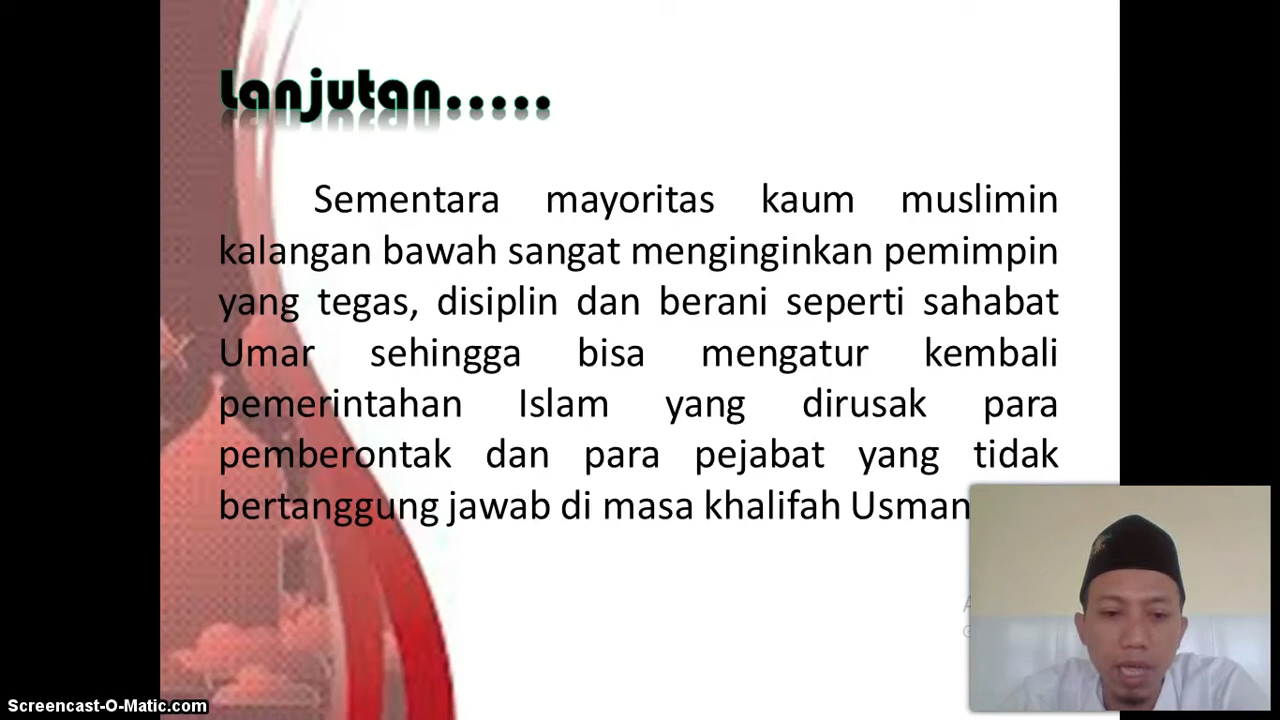 Lanjutan.....
Sementara mayoritas kaum muslimin
kalangan bawah sangat menginginkan pemimpin
yang tegas, disiplin dan berani seperti sahabat
Umar sehingga bisa mengatur kembali
pemerintahan Islam yang dirusak para
pemberontak dan para pejabat yang tidak
bertanggung jawab di masa khalifah Usman
Screencast-O-Matic.com